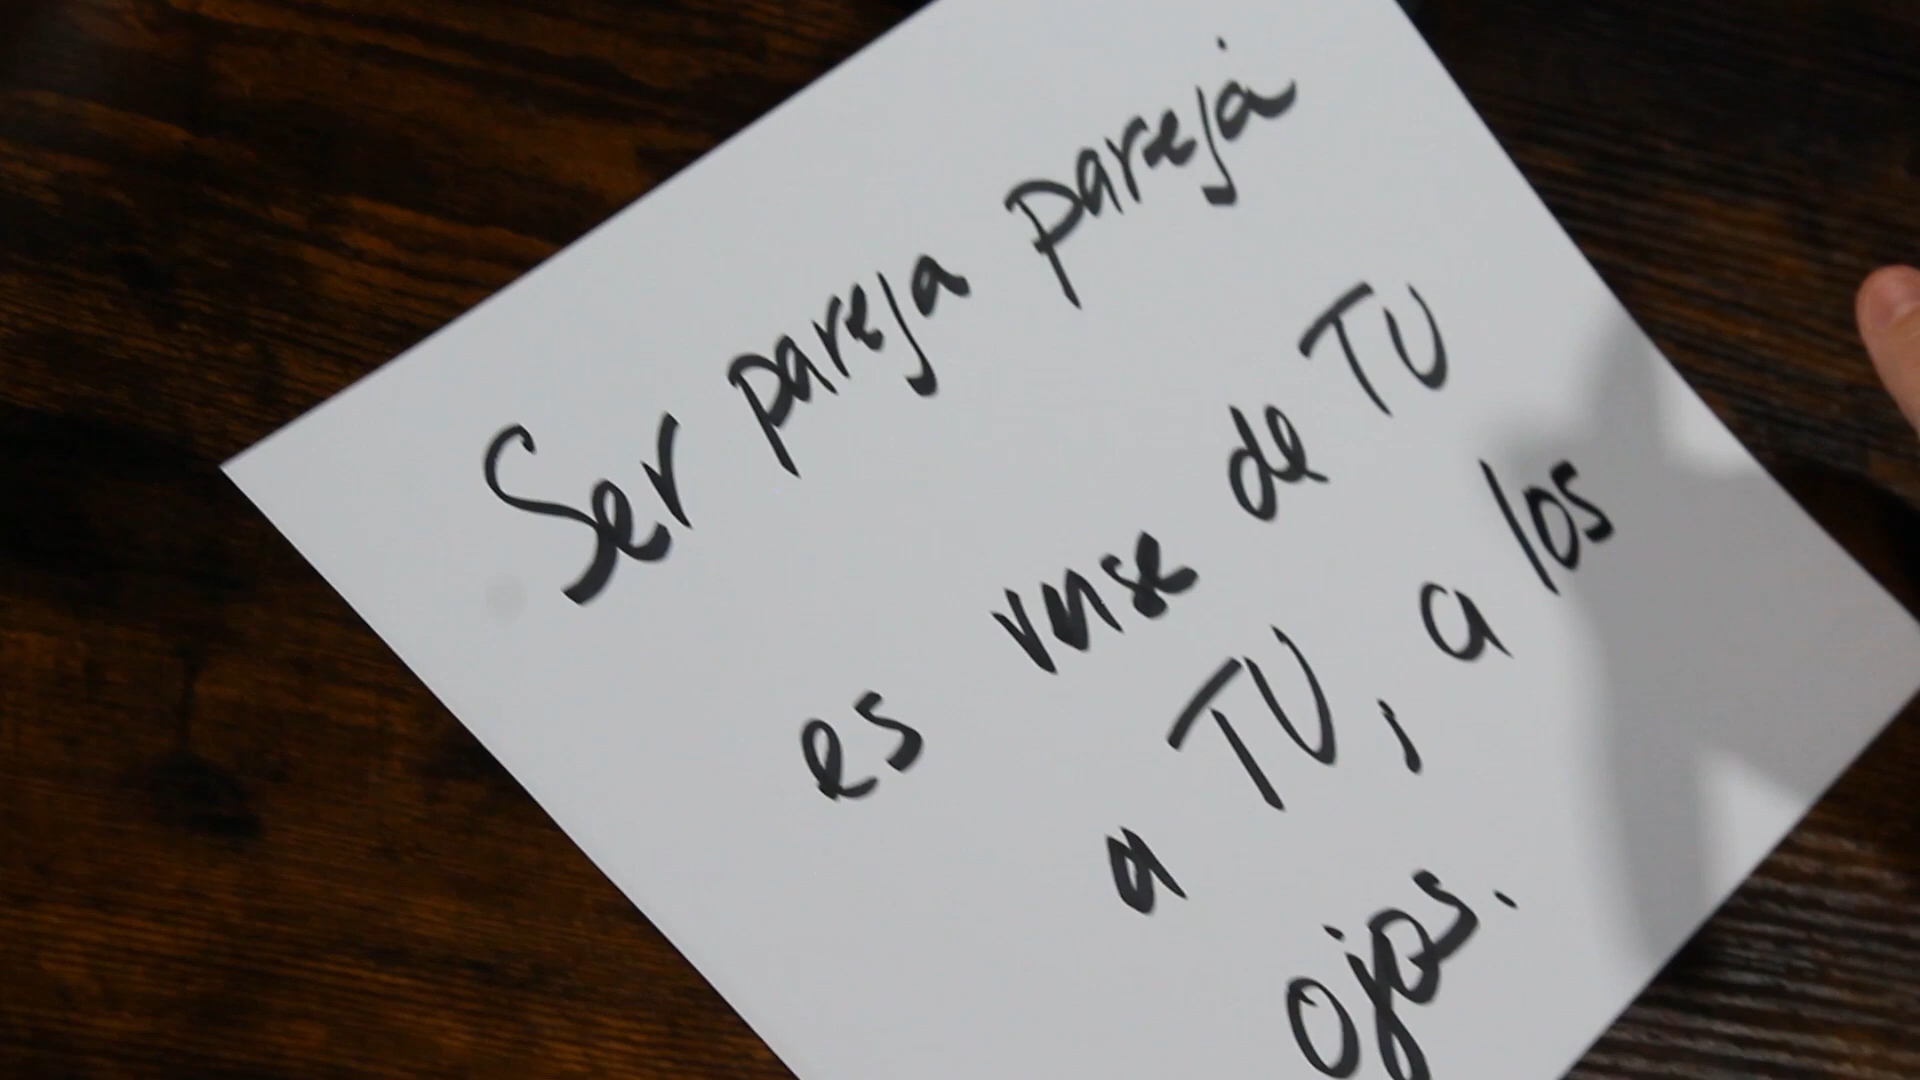 Ser pareja pareja
es verse de TU
a TU, a los
ojos.